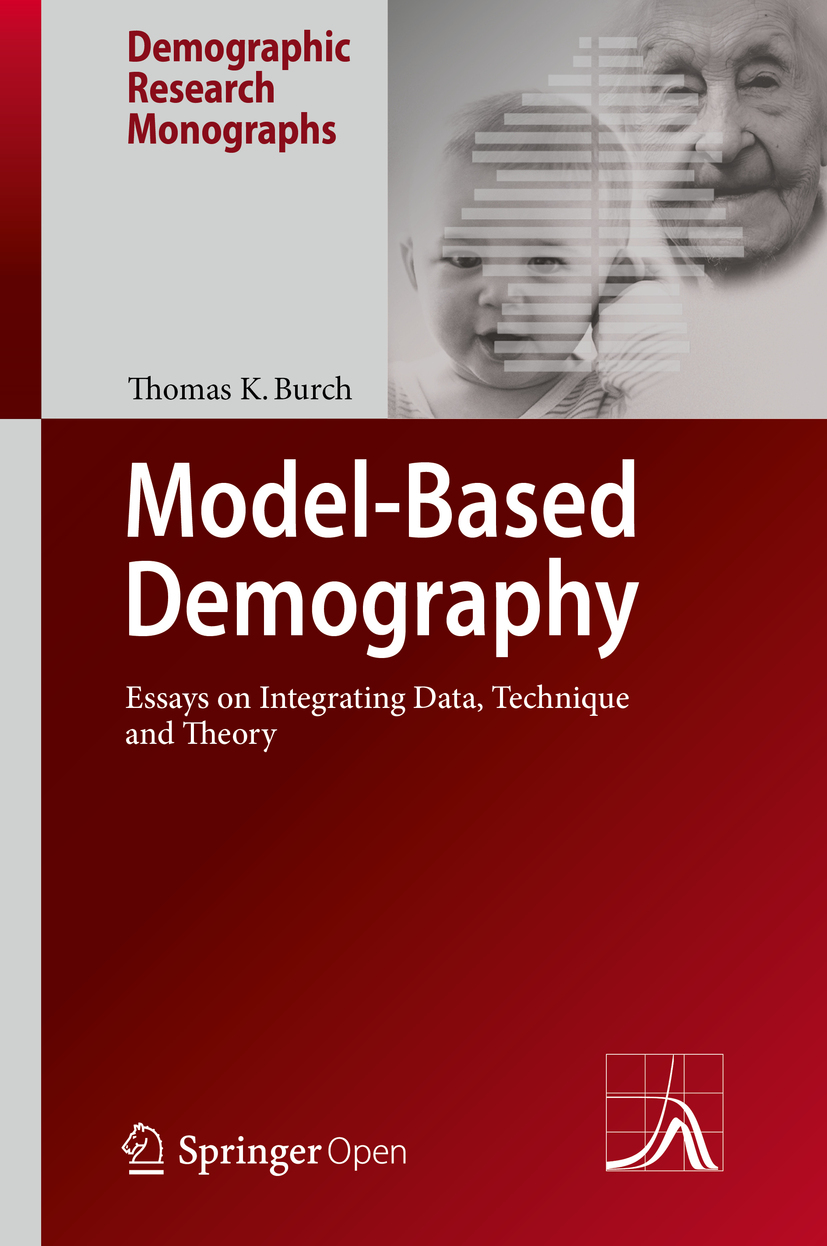 Demographic
Research
Monographs
Thomas K. Burch
Model-Based
Demography
Essays on Integrating Data, Technique
and Theory
Springer Open